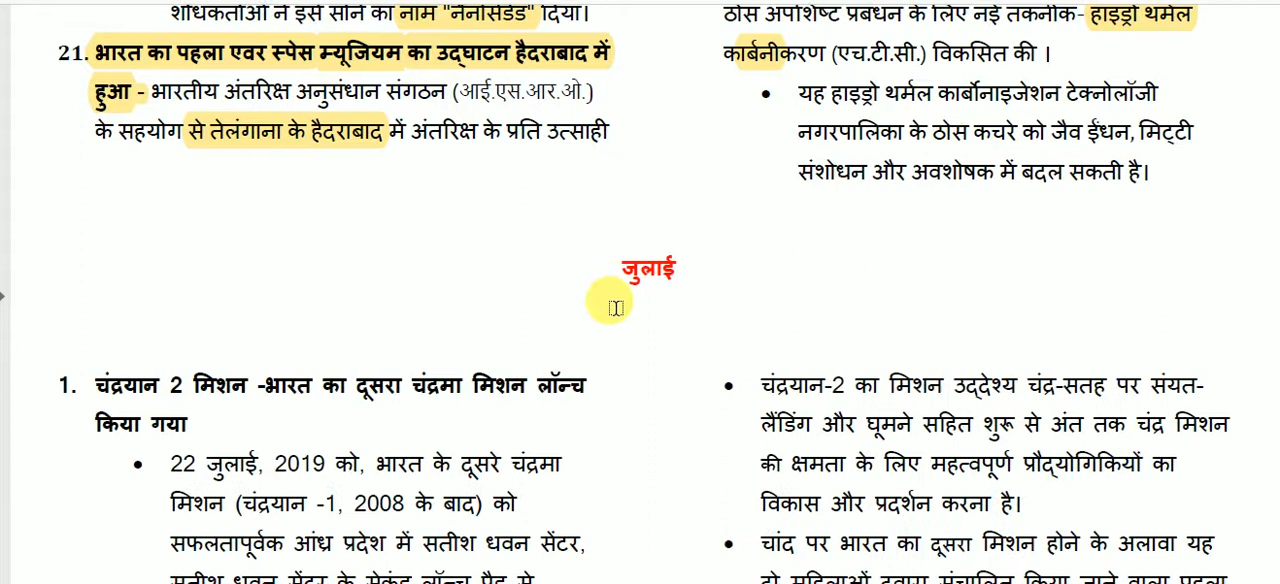 शोधकर्ताओं ने इस सोने का नाम "नैनोसिडैड" दिया।
21. भारत का पहला एवर स्पेस म्यूजियम का उद्घाटन हैदराबाद में
हुआ - भारतीय अंतरिक्ष अनुसंधान संगठन (आई.एस.आर.ओ.)
के सहयोग से तेलंगाना के हैदराबाद में अंतरिक्ष के प्रति उत्साही
ठोस अपशिष्ट प्रबंधन के लिए नई तकनीक- हाइड्रो थर्मल
कार्बनीकरण (एच.टी.सी.) विकसित की ।
• यह हाइड्रो थर्मल कार्बोनाइजेशन टेक्नोलॉजी
नगरपालिका के ठोस कचरे को जैव ईंधन, मिट्टी
संशोधन और अवशोषक में बदल सकती है।
जुलाई
1. चंद्रयान 2 मिशन -भारत का दूसरा चंद्रमा मिशन लॉन्च
किया गया
• 22 जुलाई, 2019 को, भारत के दूसरे चंद्रमा
मिशन (चंद्रयान -1, 2008 के बाद) को
सफलतापूर्वक आंध्र प्रदेश में सतीश धवन सेंटर,
सतीश धवन सेंटर के सेकंड लॉन्च पैड से
• चंद्रयान-2 का मिशन उद्देश्य चंद्र-सतह पर संयत-
लैंडिंग और घूमने सहित शुरू से अंत तक चंद्र मिशन
की क्षमता के लिए महत्वपूर्ण प्रौद्योगिकियों का
विकास और प्रदर्शन करना है।
• चांद पर भारत का दूसरा मिशन होने के अलावा यह
दो महिलाओं द्वारा संचालित किया जाने वाला पहला